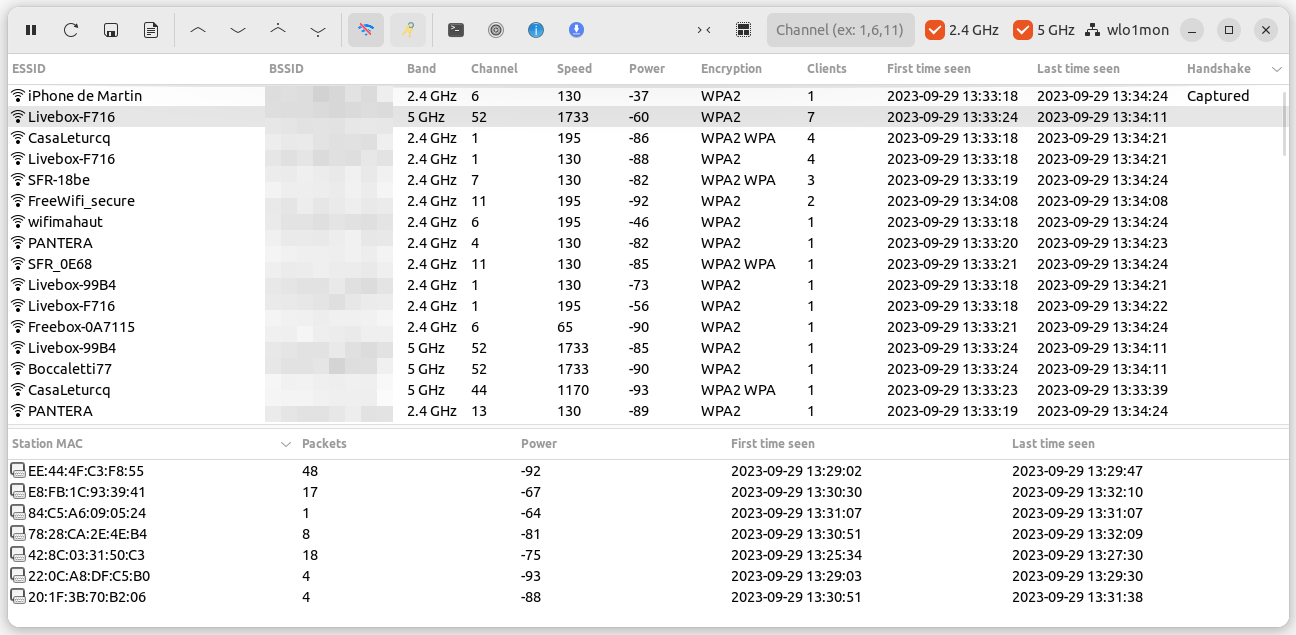 Channel (ex: 1,6,11) 2.4 GHz 5 GHz wlo1mon
ESSID BSSID Band Channel Speed Power Encryption Clients First time seen Last time seen Handshake
iPhone de Martin 2.4 GHz 6 130 -37 WPA2 1 2023-09-29 13:33:18 2023-09-29 13:34:24 Captured
Livebox-F716 5 GHz 52 1733 -60 WPA2 7 2023-09-29 13:33:24 2023-09-29 13:34:11
CasaLeturcq 2.4 GHz 1 195 -86 WPA2 WPA 4 2023-09-29 13:33:18 2023-09-29 13:34:21
Livebox-F716 2.4 GHz 1 130 -88 WPA2 4 2023-09-29 13:33:18 2023-09-29 13:34:21
SFR-18be 2.4 GHz 7 130 -82 WPA2 WPA 3 2023-09-29 13:33:19 2023-09-29 13:34:24
FreeWifi_secure 2.4 GHz 11 195 -92 WPA2 2 2023-09-29 13:34:08 2023-09-29 13:34:08
wifimahaut 2.4 GHz 6 195 -46 WPA2 1 2023-09-29 13:33:18 2023-09-29 13:34:24
PANTERA 2.4 GHz 4 130 -82 WPA2 1 2023-09-29 13:33:20 2023-09-29 13:34:23
SFR_0E68 2.4 GHz 11 130 -85 WPA2 WPA 1 2023-09-29 13:33:21 2023-09-29 13:34:24
Livebox-99B4 2.4 GHz 1 130 -73 WPA2 1 2023-09-29 13:33:18 2023-09-29 13:34:21
Livebox-F716 2.4 GHz 1 195 -56 WPA2 1 2023-09-29 13:33:18 2023-09-29 13:34:22
Freebox-0A7115 2.4 GHz 6 65 -90 WPA2 1 2023-09-29 13:33:21 2023-09-29 13:34:24
Livebox-99B4 5 GHz 52 1733 -85 WPA2 1 2023-09-29 13:33:24 2023-09-29 13:34:11
Boccaletti77 5 GHz 52 1733 -90 WPA2 1 2023-09-29 13:33:24 2023-09-29 13:34:11
CasaLeturcq 5 GHz 44 1170 -93 WPA2 WPA 1 2023-09-29 13:33:23 2023-09-29 13:33:39
PANTERA 2.4 GHz 13 130 -89 WPA2 1 2023-09-29 13:33:19 2023-09-29 13:34:24
Station MAC Packets Power First time seen Last time seen
EE:44:4F:C3:F8:55 48 -92 2023-09-29 13:29:02 2023-09-29 13:29:47
E8:FB:1C:93:39:41 17 -67 2023-09-29 13:30:30 2023-09-29 13:32:10
84:C5:A6:09:05:24 1 -64 2023-09-29 13:31:07 2023-09-29 13:31:07
78:28:CA:2E:4E:B4 8 -81 2023-09-29 13:30:51 2023-09-29 13:32:09
42:8C:03:31:50:C3 18 -75 2023-09-29 13:25:34 2023-09-29 13:27:30
22:0C:A8:DF:C5:B0 4 -93 2023-09-29 13:29:03 2023-09-29 13:29:30
20:1F:3B:70:B2:06 4 -88 2023-09-29 13:30:51 2023-09-29 13:31:38